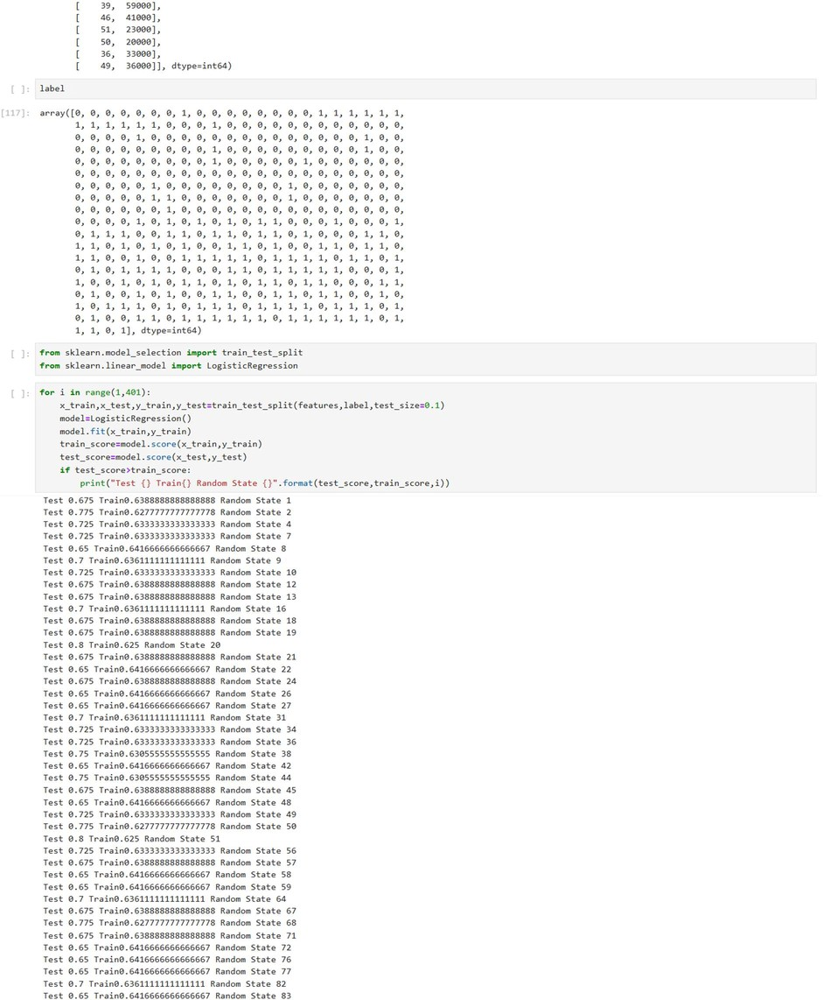 [ 39, 59000],
[ 46, 41000],
[ 51, 23000],
[ 50, 20000],
[ 36, 33000],
[ 49, 36000]], dtype=int64)
[ ]: label
[117]: array([0, 0, 0, 0, 0, 0, 0, 1, 0, 0, 0, 0, 0, 0, 0, 0, 1, 1, 1, 1, 1, 1,
1, 1, 1, 1, 1, 1, 0, 0, 0, 1, 0, 0, 0, 0, 0, 0, 0, 0, 0, 0, 0, 0,
0, 0, 0, 0, 1, 0, 0, 0, 0, 0, 0, 0, 0, 0, 0, 0, 0, 0, 0, 1, 0, 0,
0, 0, 0, 0, 0, 0, 0, 0, 0, 1, 0, 0, 0, 0, 0, 0, 0, 0, 0, 1, 0, 0,
0, 0, 0, 0, 0, 0, 0, 0, 0, 1, 0, 0, 0, 0, 0, 1, 0, 0, 0, 0, 0, 0,
0, 0, 0, 0, 0, 0, 0, 0, 0, 0, 0, 0, 0, 0, 0, 0, 0, 0, 0, 0, 0, 0,
0, 0, 0, 0, 0, 1, 0, 0, 0, 0, 0, 0, 0, 0, 1, 0, 0, 0, 0, 0, 0, 0,
0, 0, 0, 0, 0, 1, 1, 0, 0, 0, 0, 0, 0, 0, 1, 0, 0, 0, 0, 0, 0, 0,
0, 0, 0, 0, 0, 0, 1, 0, 0, 0, 0, 0, 0, 0, 0, 0, 0, 0, 0, 0, 0, 0,
0, 0, 0, 0, 1, 0, 1, 0, 1, 0, 1, 0, 1, 1, 0, 0, 0, 1, 0, 0, 0, 1,
0, 1, 1, 1, 0, 0, 1, 1, 0, 1, 1, 0, 1, 1, 0, 1, 0, 0, 0, 1, 1, 0,
1, 1, 0, 1, 0, 1, 0, 1, 0, 0, 1, 1, 0, 1, 0, 0, 1, 1, 0, 1, 1, 0,
1, 1, 0, 0, 1, 0, 0, 1, 1, 1, 1, 1, 0, 1, 1, 1, 1, 0, 1, 1, 0, 1,
0, 1, 0, 1, 1, 1, 1, 0, 0, 0, 1, 1, 0, 1, 1, 1, 1, 1, 0, 0, 0, 1,
1, 0, 0, 1, 0, 1, 0, 1, 1, 0, 1, 0, 1, 1, 0, 1, 1, 0, 0, 0, 1, 1,
0, 1, 0, 0, 1, 0, 1, 0, 0, 1, 1, 0, 0, 1, 1, 0, 1, 1, 0, 0, 1, 0,
1, 0, 1, 1, 1, 0, 1, 0, 1, 1, 1, 0, 1, 1, 1, 1, 0, 1, 1, 1, 0, 1,
0, 1, 0, 0, 1, 1, 0, 1, 1, 1, 1, 1, 1, 0, 1, 1, 1, 1, 1, 1, 0, 1,
1, 1, 0, 1], dtype=int64)
[ ]: from sklearn.model_selection import train_test_split
from sklearn.linear_model import LogisticRegression
[ ]: for i in range(1,401):
x_train,x_test,y_train,y_test=train_test_split(features,label,test_size=0.1)
model=LogisticRegression()
model.fit(x_train,y_train)
train_score=model.score(x_train,y_train)
test_score=model.score(x_test,y_test)
if test_score>train_score:
print("Test {} Train{} Random State {}".format(test_score,train_score,i))
Test 0.675 Train0.6388888888888888 Random State 1
Test 0.775 Train0.6277777777777778 Random State 2
Test 0.725 Train0.6333333333333333 Random State 4
Test 0.725 Train0.6333333333333333 Random State 7
Test 0.65 Train0.6416666666666667 Random State 8
Test 0.7 Train0.6361111111111111 Random State 9
Test 0.725 Train0.6333333333333333 Random State 10
Test 0.675 Train0.6388888888888888 Random State 12
Test 0.675 Train0.6388888888888888 Random State 13
Test 0.7 Train0.6361111111111111 Random State 16
Test 0.675 Train0.6388888888888888 Random State 18
Test 0.675 Train0.6388888888888888 Random State 19
Test 0.8 Train0.625 Random State 20
Test 0.675 Train0.6388888888888888 Random State 21
Test 0.65 Train0.6416666666666667 Random State 22
Test 0.675 Train0.6388888888888888 Random State 24
Test 0.65 Train0.6416666666666667 Random State 26
Test 0.65 Train0.6416666666666667 Random State 27
Test 0.7 Train0.6361111111111111 Random State 31
Test 0.725 Train0.6333333333333333 Random State 34
Test 0.725 Train0.6333333333333333 Random State 36
Test 0.75 Train0.6305555555555555 Random State 38
Test 0.65 Train0.6416666666666667 Random State 42
Test 0.75 Train0.6305555555555555 Random State 44
Test 0.675 Train0.6388888888888888 Random State 45
Test 0.65 Train0.6416666666666667 Random State 48
Test 0.725 Train0.6333333333333333 Random State 49
Test 0.775 Train0.6277777777777778 Random State 50
Test 0.8 Train0.625 Random State 51
Test 0.725 Train0.6333333333333333 Random State 56
Test 0.675 Train0.6388888888888888 Random State 57
Test 0.65 Train0.6416666666666667 Random State 58
Test 0.65 Train0.6416666666666667 Random State 59
Test 0.7 Train0.6361111111111111 Random State 64
Test 0.675 Train0.6388888888888888 Random State 67
Test 0.775 Train0.6277777777777778 Random State 68
Test 0.675 Train0.6388888888888888 Random State 71
Test 0.65 Train0.6416666666666667 Random State 72
Test 0.65 Train0.6416666666666667 Random State 76
Test 0.65 Train0.6416666666666667 Random State 77
Test 0.7 Train0.6361111111111111 Random State 82
Test 0.65 Train0.6416666666666667 Random State 83